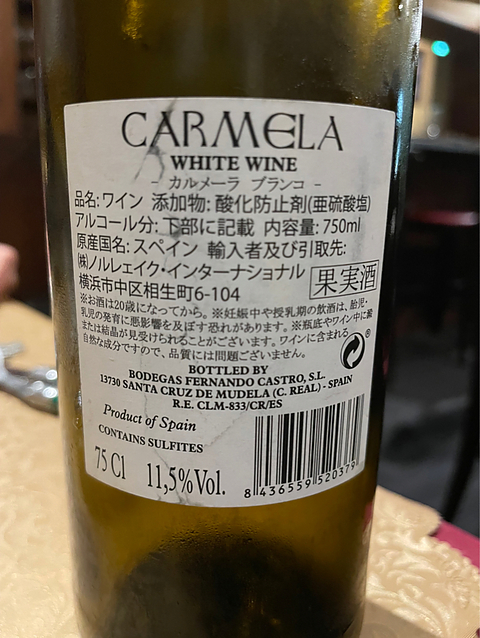 CARMELA
WHITE WINE
- カルメーラ ブランコ -
品名: ワイン 添加物: 酸化防止剤(亜硫酸塩)
アルコール分: 下部に記載 内容量: 750ml
原産国名: スペイン 輸入者及び引取先:
㈱ノルレェイク・インターナショナル
横浜市中区相生町6-104
果実酒
※お酒は20歳になってから。※妊娠中や授乳期の飲酒は、胎児・
乳児の発育に悪影響を及ぼす恐れがあります。※瓶底やワイン中に澱
または結晶が見受けられることがございます。ワインに含まれる
自然な成分ですので、品質には問題ございません。
BOTTLED BY
BODEGAS FERNANDO CASTRO, S.L.
13730 SANTA CRUZ DE MUDELA (C. REAL) - SPAIN
R.E. CLM-833/CR/ES
Product of Spain
CONTAINS SULFITES
75 Cl 11,5% Vol.
8 436559 520379